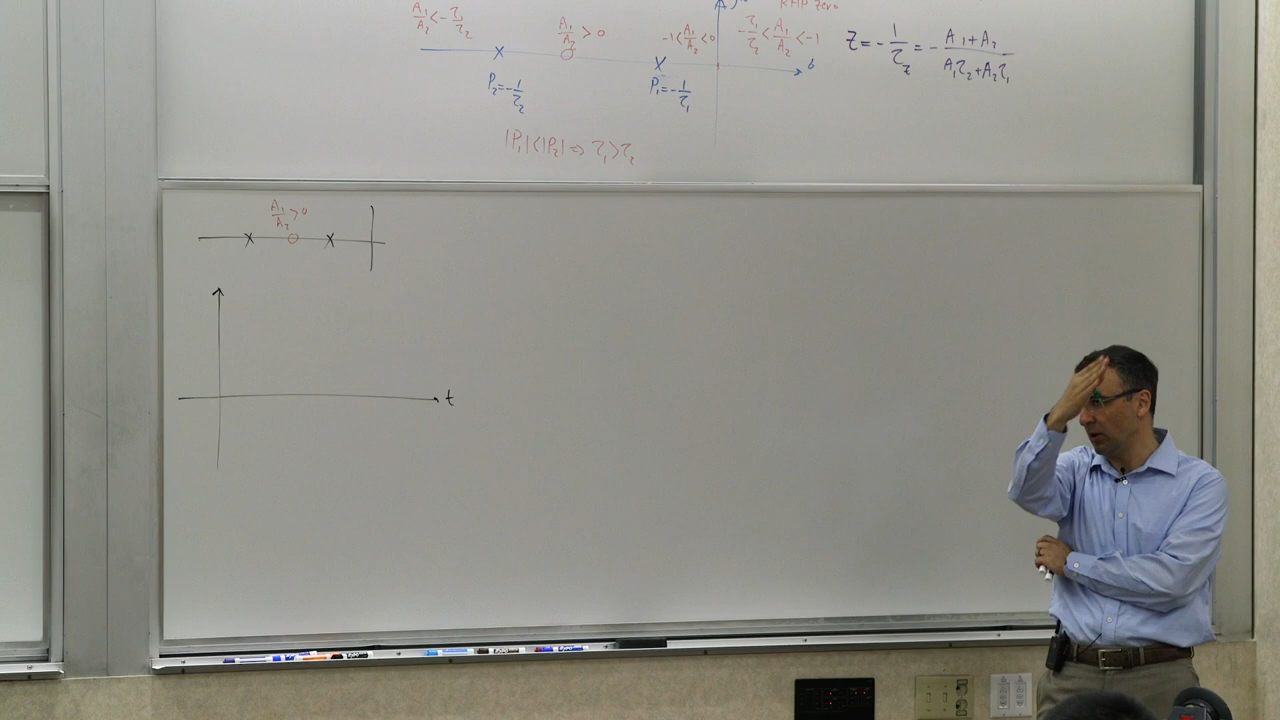 RHP Zero
A₁/A₂ < -τ₁/τ₂
A₁/A₂ > 0
-1 < A₁/A₂ < 0
-τ₁/τ₂ < A₁/A₂ < -1
Z = -1/τz = -(A₁+A₂)/(A₁τ₂+A₂τ₁)
P₂ = -1/τ₂
P₁ = -1/τ₁
|P₁|<|P₂| ⇒ τ₁>τ₂
A₁/A₂ > 0
t